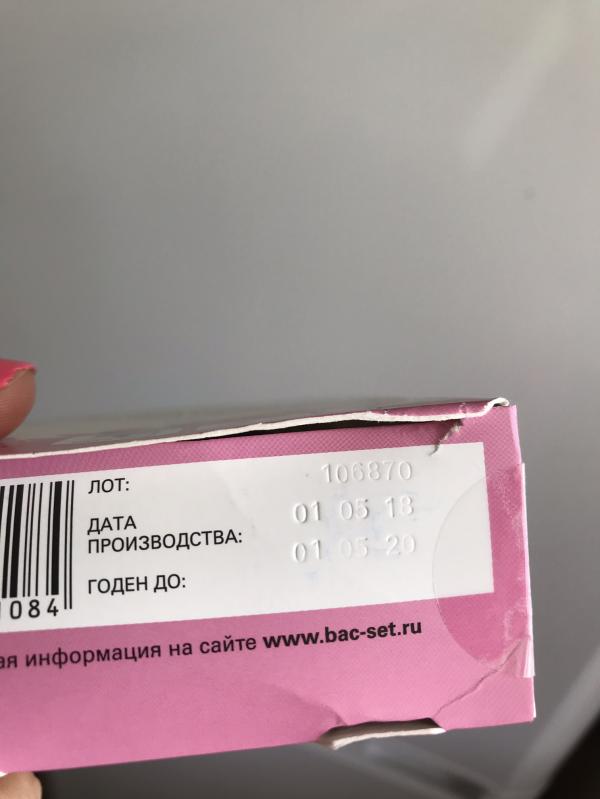 ЛОТ: 106870
ДАТА 01 05 18
ПРОИЗВОДСТВА: 01 05 20
ГОДЕН ДО:
084
ая информация на сайте www.bac-set.ru